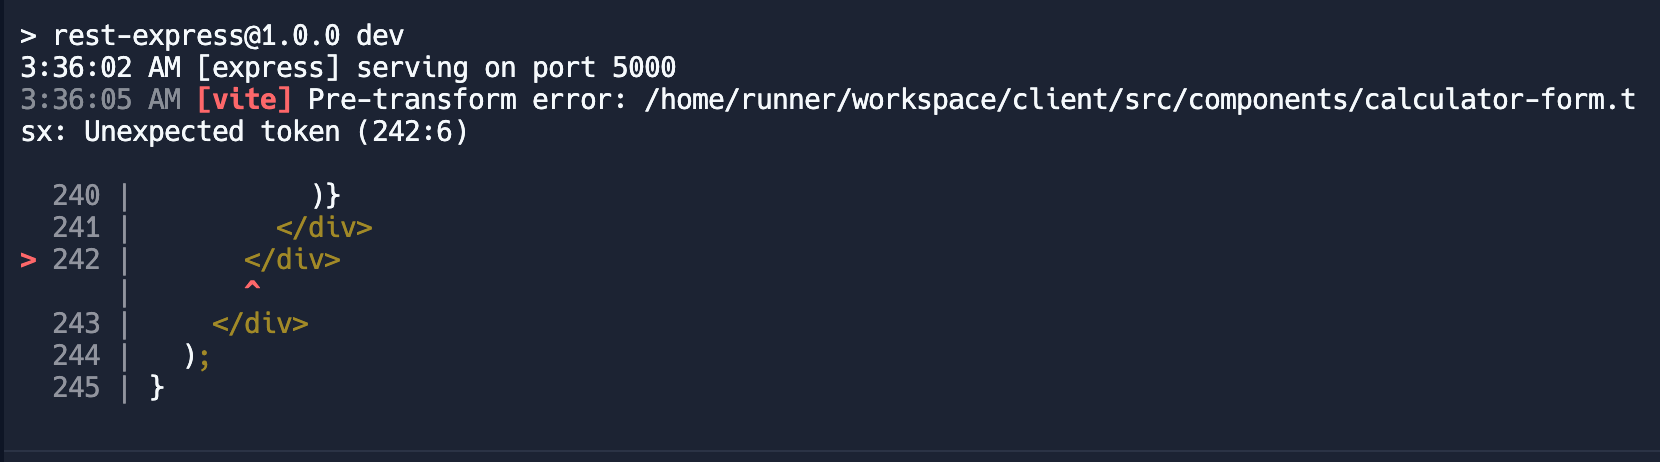 > rest-express@1.0.0 dev
3:36:02 AM [express] serving on port 5000
3:36:05 AM [vite] Pre-transform error: /home/runner/workspace/client/src/components/calculator-form.t
sx: Unexpected token (242:6)
  240 |           )}
  241 |         </div>
> 242 |       </div>
      |       ^
  243 |     </div>
  244 |   );
  245 | }